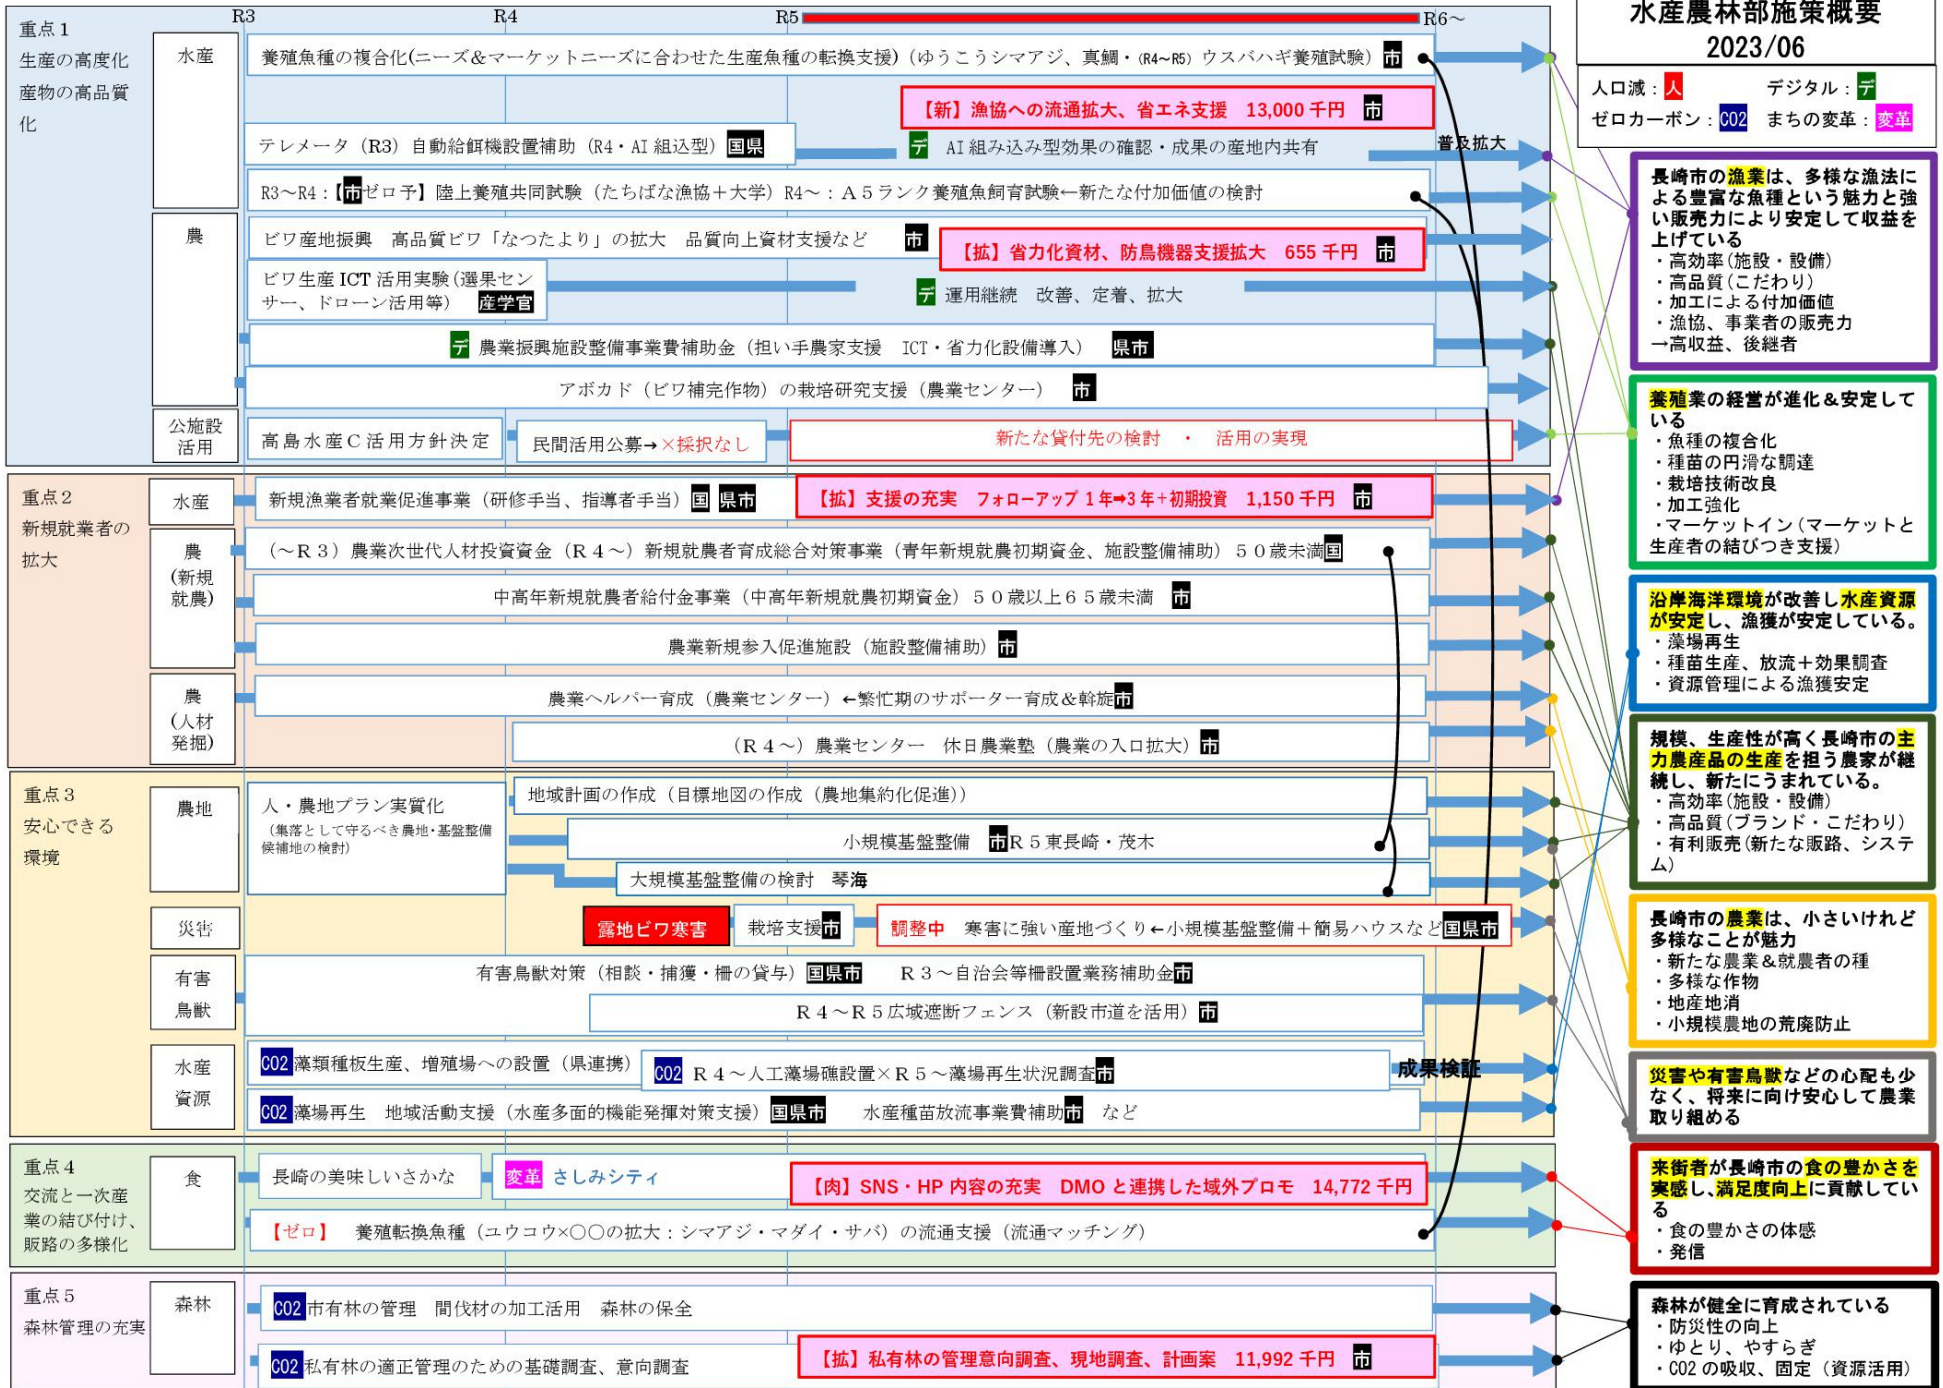 R3
R4
R5
R6～
水産農林部施策概要
2023/06
人口減：人　デジタル：デ
ゼロカーボン：CO2　まちの変革：変革
重点1
生産の高度化
産物の高品質
化
水産
養殖魚種の複合化(ニーズ&マーケットニーズに合わせた生産魚種の転換支援)（ゆうこうシマアジ、真鯛・(R4～R5) ウスバハギ養殖試験）市
【新】漁協への流通拡大、省エネ支援　13,000 千円　市
テレメータ（R3）自動給餌機設置補助（R4・AI 組込型）国県
デ　AI 組み込み型効果の確認・成果の産地内共有
普及拡大
R3～R4：【市ゼロ予】陸上養殖共同試験（たちばな漁協＋大学）R4～：A５ランク養殖魚飼育試験←新たな付加価値の検討
農
ビワ産地振興　高品質ビワ「なつたより」の拡大　品質向上資材支援など　市
【拡】省力化資材、防鳥機器支援拡大　655 千円　市
ビワ生産 ICT 活用実験(選果セン
サー、ドローン活用等)　産学官
デ 運用継続　改善、定着、拡大
デ 農業振興施設整備事業費補助金（担い手農家支援　ICT・省力化設備導入）　県市
アボカド（ビワ補完作物）の栽培研究支援（農業センター）　市
公施設
活用
高島水産C活用方針決定
民間活用公募→×採択なし
新たな貸付先の検討　・　活用の実現
重点2
新規就業者の
拡大
水産
新規漁業者就業促進事業（研修手当、指導者手当）国 県市
【拡】支援の充実　フォローアップ 1 年➡3 年＋初期投資　1,150 千円　市
農
(新規
就農)
（～R３）農業次世代人材投資資金（R４～）新規就農者育成総合対策事業（青年新規就農初期資金、施設整備補助）５０歳未満国
中高年新規就農者給付金事業（中高年新規就農初期資金）５０歳以上６５歳未満　市
農業新規参入促進施設（施設整備補助）市
農
(人材
発掘)
農業ヘルパー育成（農業センター）←繁忙期のサポーター育成&斡旋市
（R４～）農業センター　休日農業塾（農業の入口拡大）市
重点3
安心できる
環境
農地
人・農地プラン実質化
（集落として守るべき農地・基盤整備
候補地の検討）
地域計画の作成（目標地図の作成（農地集約化促進））
小規模基盤整備　市R５東長崎・茂木
大規模基盤整備の検討　琴海
災害
露地ビワ寒害
栽培支援市
調整中　寒害に強い産地づくり←小規模基盤整備＋簡易ハウスなど国県市
有害
鳥獣
有害鳥獣対策（相談・捕獲・柵の貸与）国県市　R３～自治会等柵設置業務補助金市
R４～R５広域遮断フェンス（新設市道を活用）市
水産
資源
CO2藻類種板生産、増殖場への設置（県連携）
CO2 R４～人工藻場礁設置×R５～藻場再生状況調査市
成果検証
CO2藻場再生　地域活動支援（水産多面的機能発揮対策支援）国県市　水産種苗放流事業費補助市　など
重点4
交流と一次産
業の結び付け、
販路の多様化
食
長崎の美味しいさかな
変革 さしみシティ
【肉】SNS・HP 内容の充実　DMO と連携した域外プロモ　14,772 千円
【ゼロ】　養殖転換魚種（ユウコウ×○○の拡大：シマアジ・マダイ・サバ）の流通支援（流通マッチング）
重点5
森林管理の充実
森林
CO2市有林の管理　間伐材の加工活用　森林の保全
CO2私有林の適正管理のための基礎調査、意向調査
【拡】私有林の管理意向調査、現地調査、計画案　11,992 千円　市
長崎市の漁業は、多様な漁法に
よる豊富な魚種という魅力と強
い販売力により安定して収益を
上げている
・高効率(施設・設備)
・高品質(こだわり)
・加工による付加価値
・漁協、事業者の販売力
→高収益、後継者
養殖業の経営が進化＆安定して
いる
・魚種の複合化
・種苗の円滑な調達
・栽培技術改良
・加工強化
・マーケットイン(マーケットと
生産者の結びつき支援)
沿岸海洋環境が改善し水産資源
が安定し、漁獲が安定している。
・藻場再生
・種苗生産、放流＋効果調査
・資源管理による漁獲安定
規模、生産性が高く長崎市の主
力農産品の生産を担う農家が継
続し、新たにうまれている。
・高効率(施設・設備)
・高品質(ブランド・こだわり)
・有利販売(新たな販路、システ
ム)
長崎市の農業は、小さいけれど
多様なことが魅力
・新たな農業＆就農者の種
・多様な作物
・地産地消
・小規模農地の荒廃防止
災害や有害鳥獣などの心配も少
なく、将来に向け安心して農業
取り組める
来街者が長崎市の食の豊かさを
実感し、満足度向上に貢献してい
る
・食の豊かさの体感
・発信
森林が健全に育成されている
・防災性の向上
・ゆとり、やすらぎ
・CO2 の吸収、固定（資源活用）